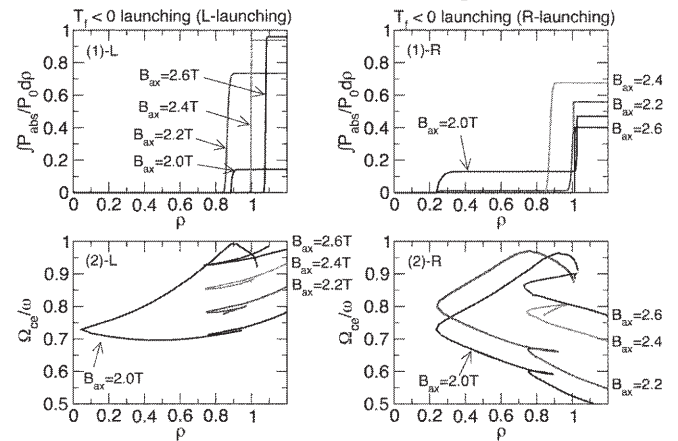 T_f < 0 launching (L-launching)
T_f < 0 launching (R-launching)
1
0.8
0.6
0.4
0.2
0
∫P_abs/P_0dρ
(1)-L
B_ax=2.6T
B_ax=2.4T
B_ax=2.2T
B_ax=2.0T
0 0.2 0.4 0.6 0.8 1
ρ
1
0.8
0.6
0.4
0.2
0
∫P_abs/P_0dρ
(1)-R
B_ax=2.0T
B_ax=2.4
B_ax=2.2
B_ax=2.6
0 0.2 0.4 0.6 0.8 1
ρ
1
0.9
0.8
0.7
0.6
0.5
Ω_ce/ω
(2)-L
B_ax=2.6T
B_ax=2.4T
B_ax=2.2T
B_ax=2.0T
0 0.2 0.4 0.6 0.8 1
ρ
1
0.9
0.8
0.7
0.6
0.5
Ω_ce/ω
(2)-R
B_ax=2.6
B_ax=2.4
B_ax=2.0T
B_ax=2.2
0 0.2 0.4 0.6 0.8 1
ρ